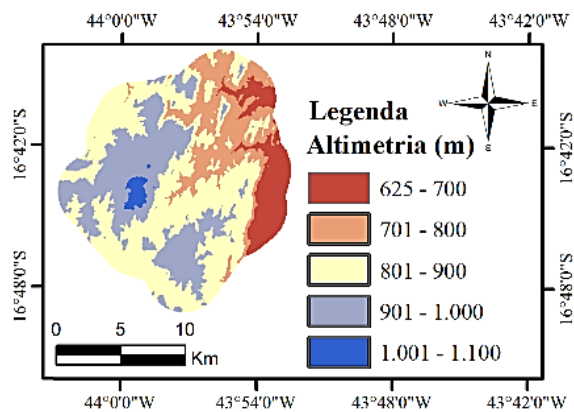 44°0'0"W 43°54'0"W 43°48'0"W 43°42'0"W
N
W E
S
Legenda
Altimetria (m)
625 - 700
701 - 800
801 - 900
901 - 1.000
1.001 - 1.100
16°42'0"S
16°48'0"S
16°42'0"S
16°48'0"S
0 5 10
Km
44°0'0"W 43°54'0"W 43°48'0"W 43°42'0"W